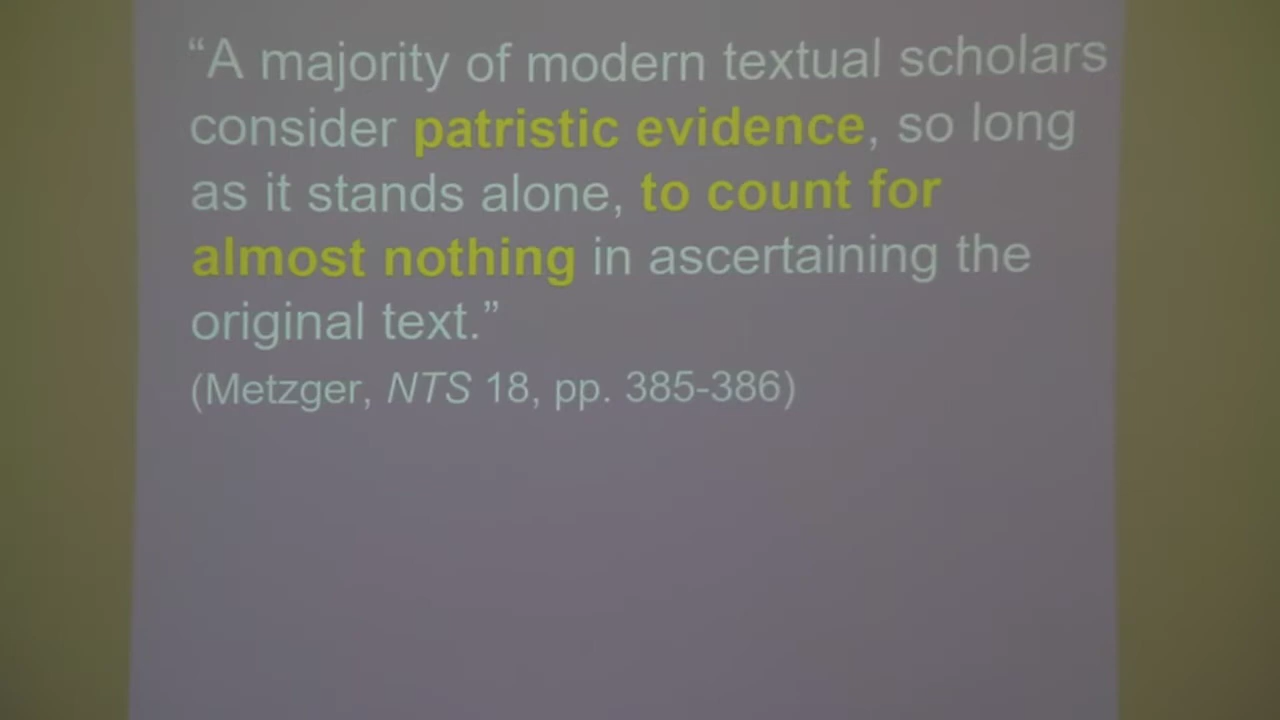 “A majority of modern textual scholars
consider patristic evidence, so long
as it stands alone, to count for
almost nothing in ascertaining the
original text.”
(Metzger, NTS 18, pp. 385-386)